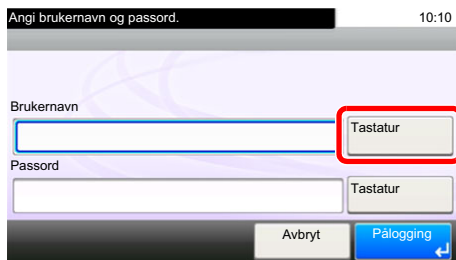 Angi brukernavn og passord. 10:10
Brukernavn
Tastatur
Passord
Tastatur
Avbryt Pålogging